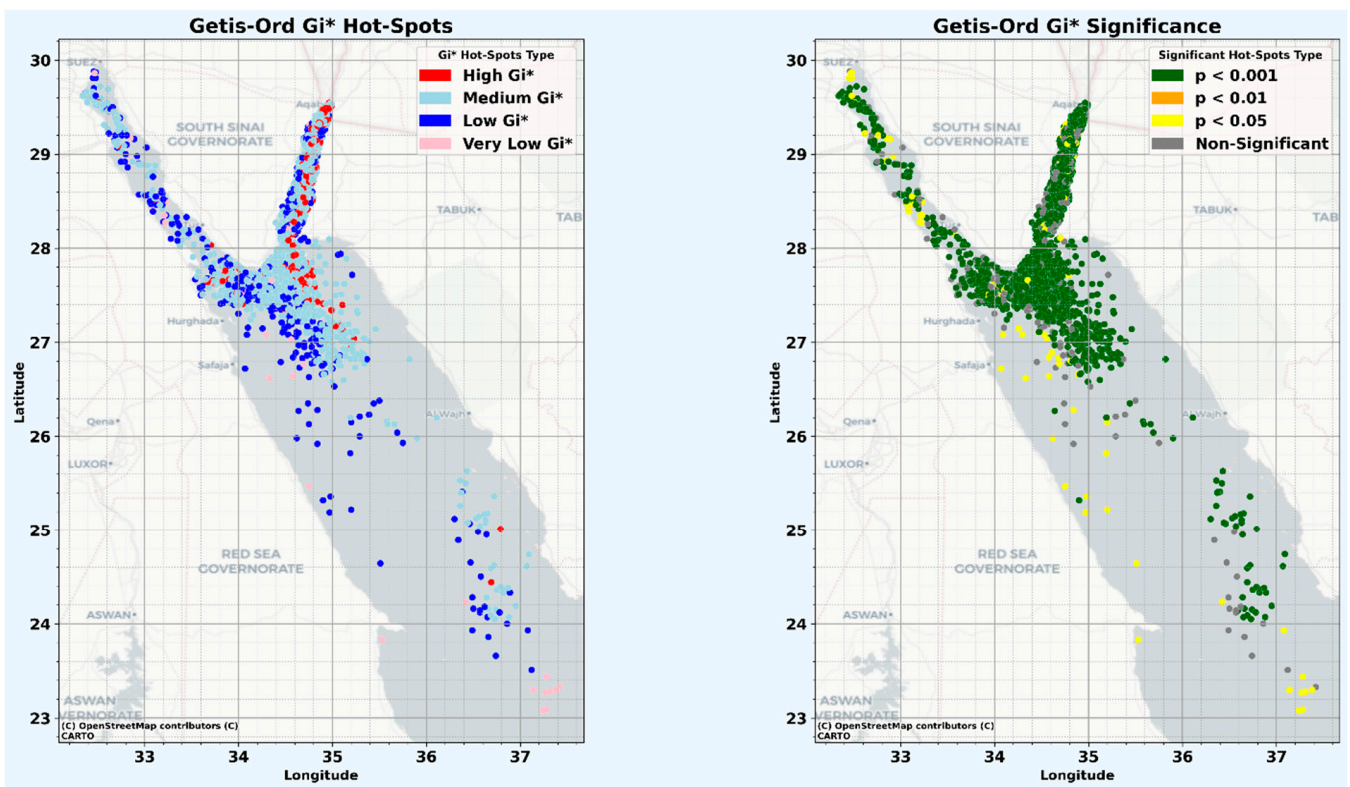 Getis-Ord Gi* Hot-Spots
Gi* Hot-Spots Type
High Gi*
Medium Gi*
Low Gi*
Very Low Gi*
30
29
28
27
26
25
24
23
Latitude
SUEZ
Aqab
SOUTH SINAI
GOVERNORATE
TABUK
TAB
Hurghada
Safaja
Al Wajh
Qena
LUXOR
RED SEA
GOVERNORATE
ASWAN
ASWAN
VERNORATE
(C) OpenStreetMap contributors (C)
CARTO
33 34 35 36 37
Longitude
Getis-Ord Gi* Significance
Significant Hot-Spots Type
p < 0.001
p < 0.01
p < 0.05
Non-Significant
30
29
28
27
26
25
24
23
Latitude
SUEZ
Aqab
SOUTH SINAI
GOVERNORATE
TABUK
TAB
Hurghada
Safaja
Al Wajh
Qena
LUXOR
RED SEA
GOVERNORATE
ASWAN
ASWAN
VERNORATE
(C) OpenStreetMap contributors (C)
CARTO
33 34 35 36 37
Longitude